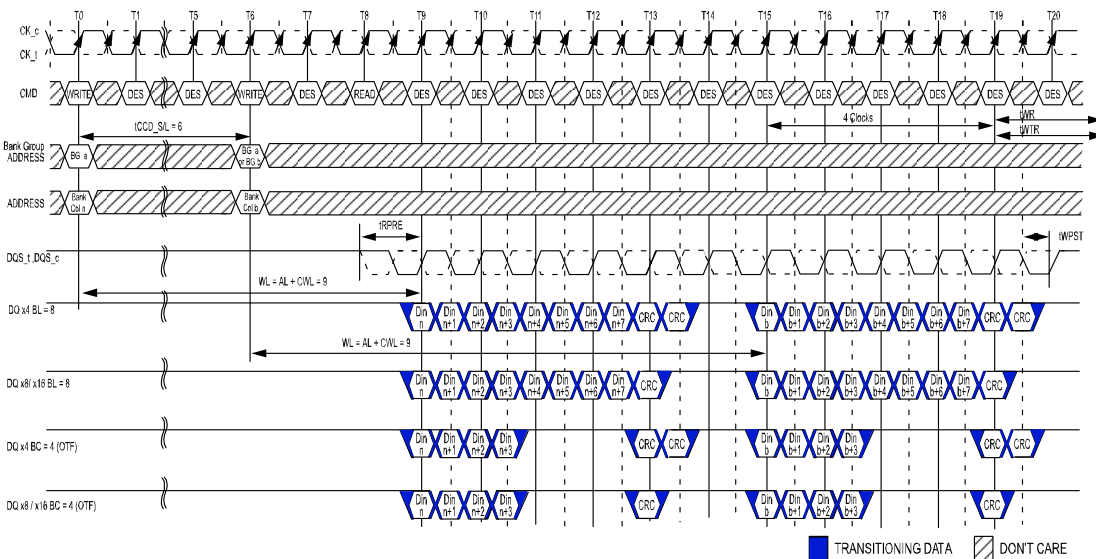 T0 T1 T5 T6 T7 T8 T9 T10 T11 T12 T13 T14 T15 T16 T17 T18 T19 T20
CK_c
CK_t
CMD WRITE DES DES WRITE DES READ DES DES DES DES DES DES DES DES DES DES DES DES
tCCD_S/L = 6 4 Clocks tWR
tWTR
Bank Group
ADDRESS BG a BG a
or BG b
ADDRESS Bank
Col n Bank
Col b
tRPRE tWPST
DQS_t ,DQS_c
WL = AL + CWL = 9
DQ x4 BL = 8 Din
n Din
n+1 Din
n+2 Din
n+3 Din
n+4 Din
n+5 Din
n+6 Din
n+7 CRC CRC Din
b Din
b+1 Din
b+2 Din
b+3 Din
b+4 Din
b+5 Din
b+6 Din
b+7 CRC CRC
WL = AL + CWL = 9
DQ x8/ x16 BL = 8 Din
n Din
n+1 Din
n+2 Din
n+3 Din
n+4 Din
n+5 Din
n+6 Din
n+7 CRC Din
b Din
b+1 Din
b+2 Din
b+3 Din
b+4 Din
b+5 Din
b+6 Din
b+7 CRC
DQ x4 BC = 4 (OTF) Din
n Din
n+1 Din
n+2 Din
n+3 CRC CRC Din
b Din
b+1 Din
b+2 Din
b+3 CRC CRC
DQ x8 / x16 BC = 4 (OTF) Din
n Din
n+1 Din
n+2 Din
n+3 CRC Din
b Din
b+1 Din
b+2 Din
b+3 CRC
TRANSITIONING DATA DON'T CARE